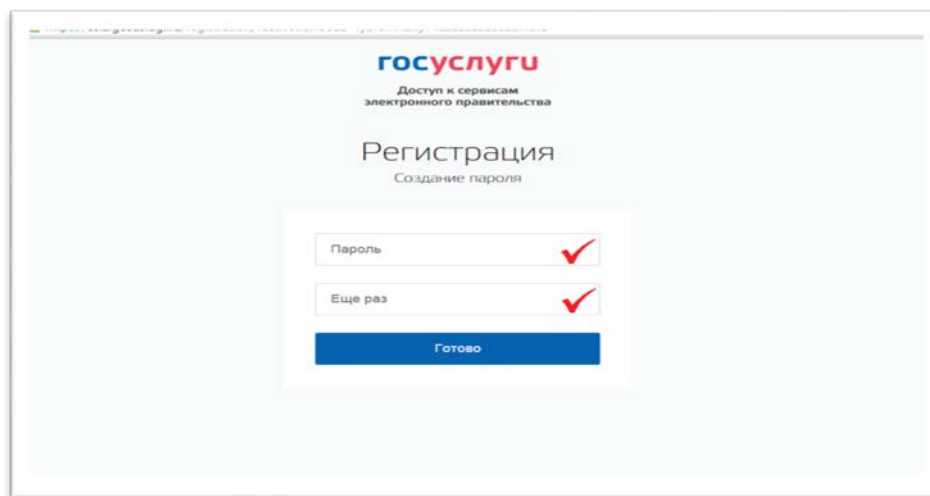 госуслуги
Доступ к сервисам
электронного правительства
Регистрация
Создание пароля
Пароль
Еще раз
Готово